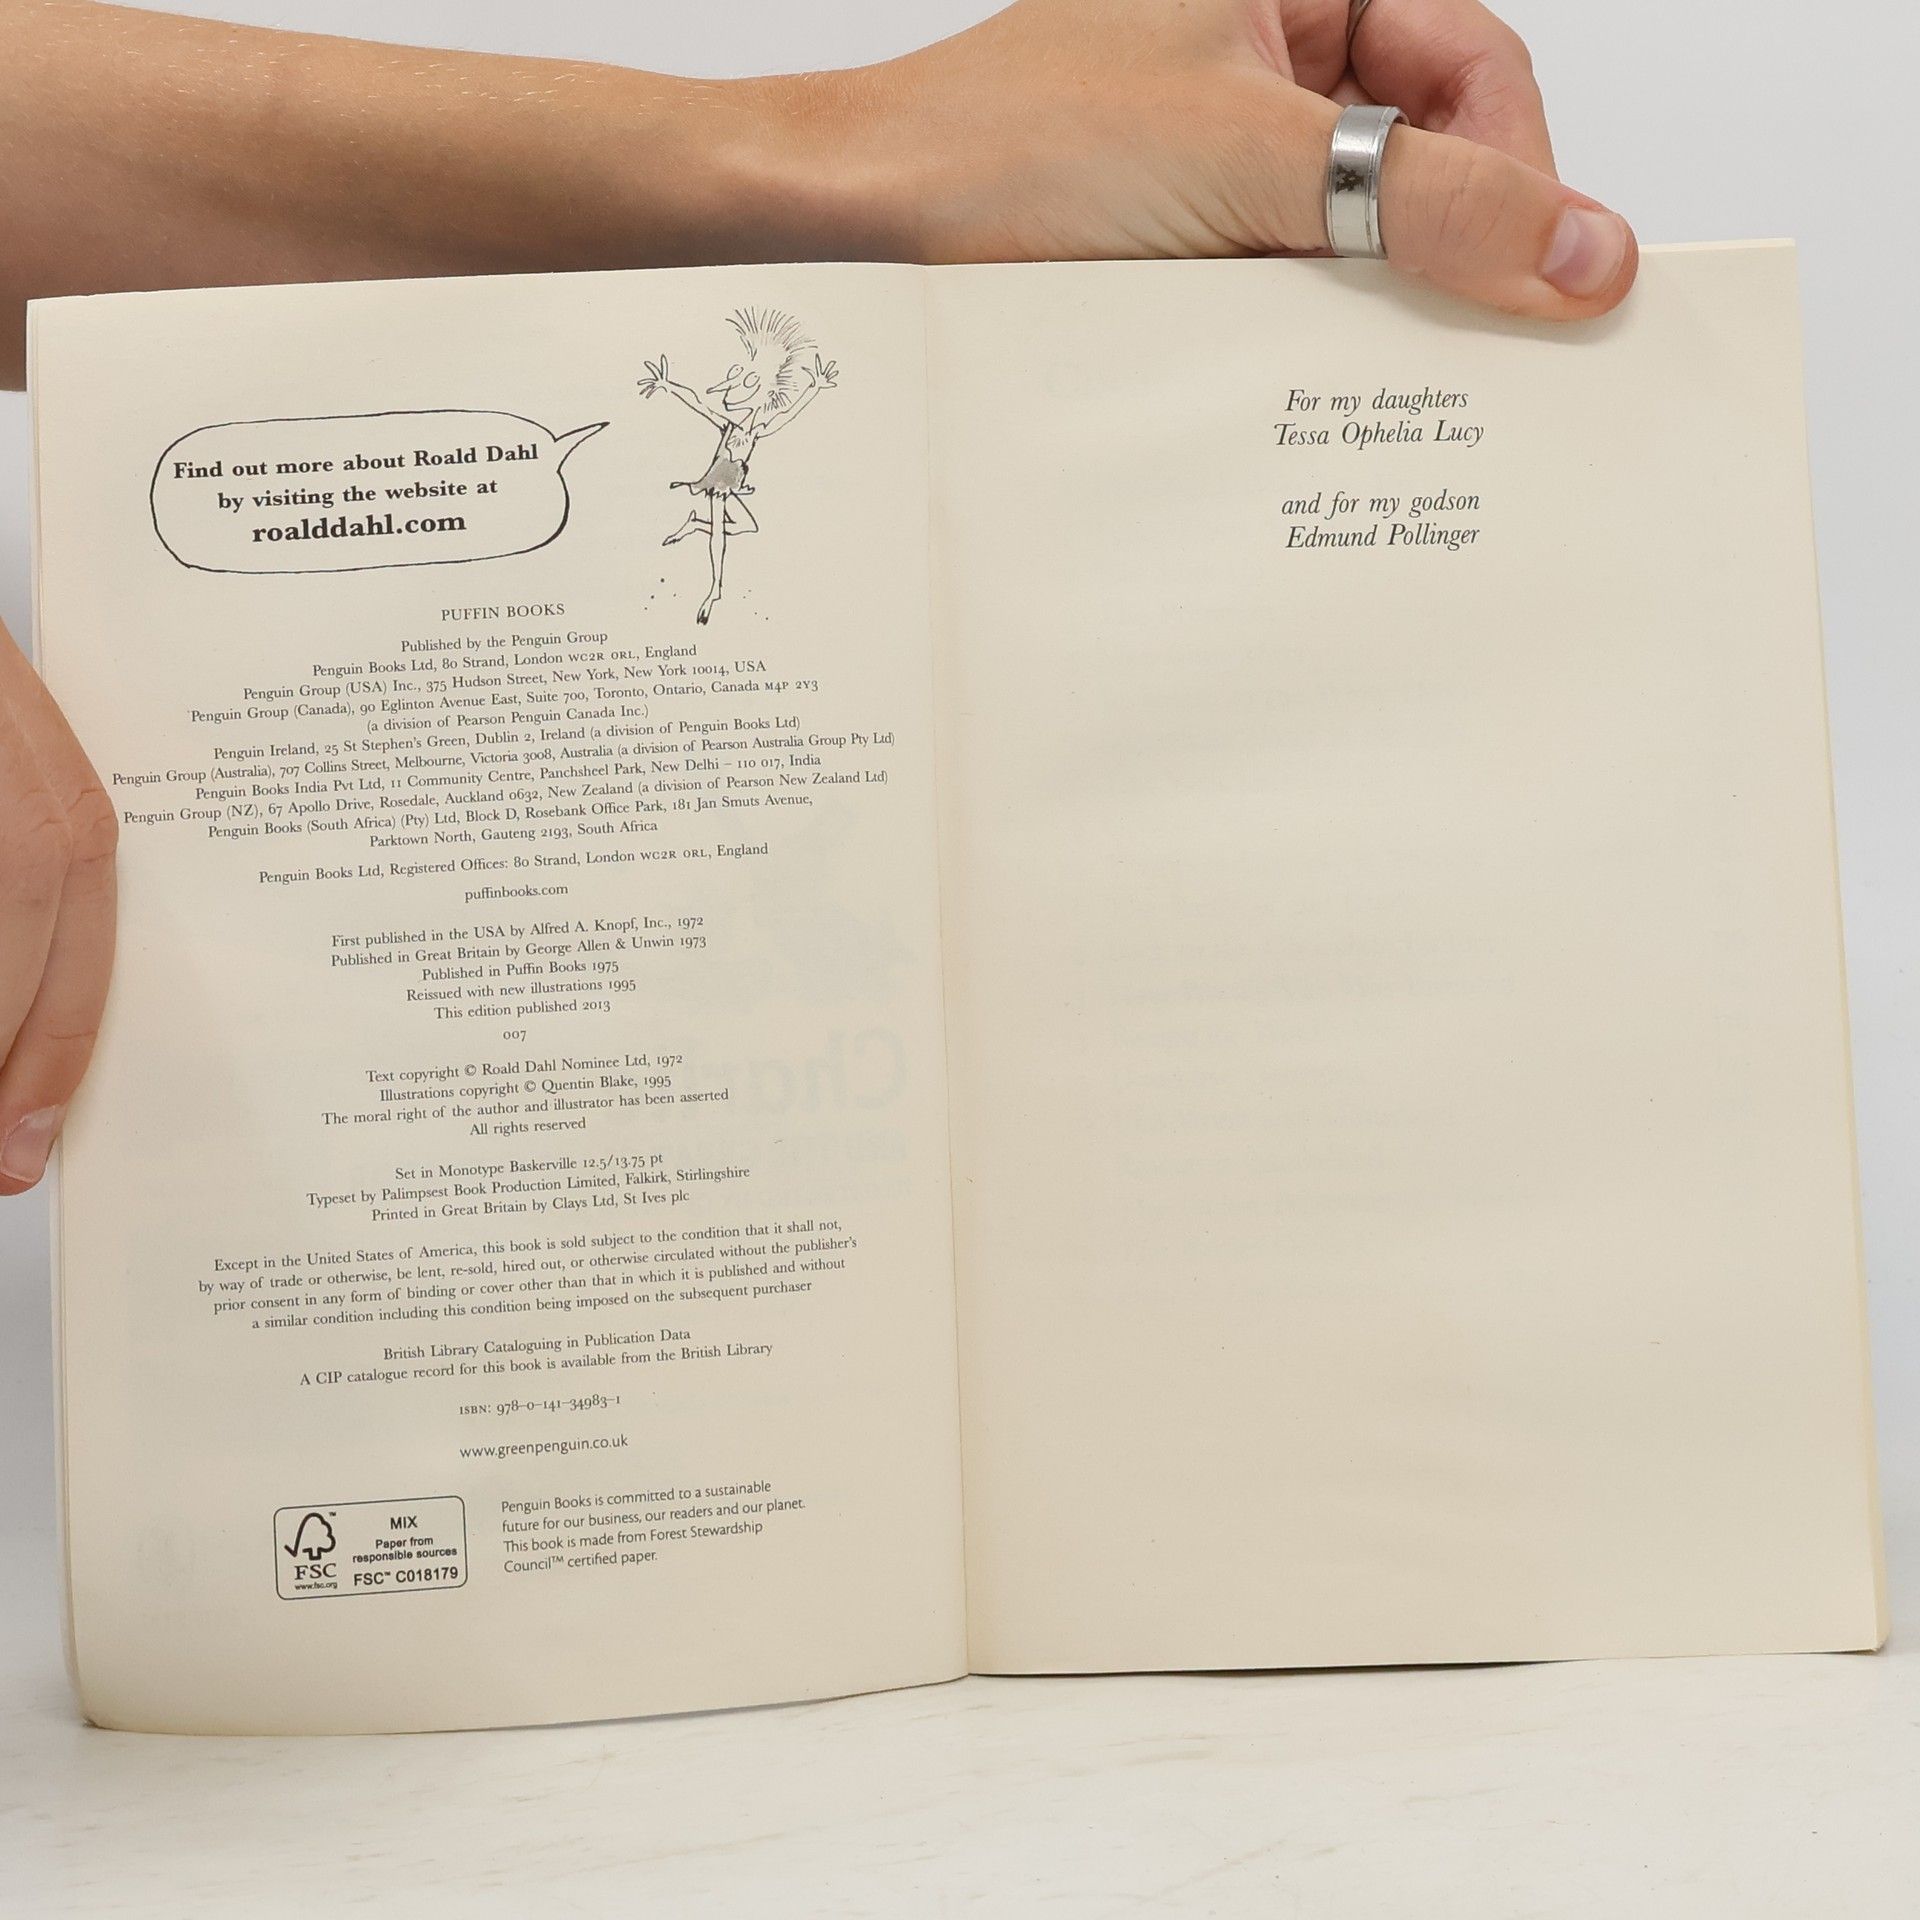 Find out more about Roald Dahl
by visiting the website at
roalddahl.com
PUFFIN BOOKS
Published by the Penguin Group
Penguin Books Ltd, 80 Strand, London WC2R ORL, England
Penguin Group (USA) Inc., 375 Hudson Street, New York, New York 10014, USA
Penguin Group (Canada), 90 Eglinton Avenue East, Suite 700, Toronto, Ontario, Canada M4P 2Y3
(a division of Pearson Penguin Canada Inc.)
Penguin Ireland, 25 St Stephen's Green, Dublin 2, Ireland (a division of Penguin Books Ltd)
Penguin Group (Australia), 707 Collins Street, Melbourne, Victoria 3008, Australia (a division of Pearson Australia Group Pty Ltd)
Penguin Books India Pvt Ltd, 11 Community Centre, Panchsheel Park, New Delhi – 110 017, India
Penguin Group (NZ), 67 Apollo Drive, Rosedale, Auckland 0632, New Zealand (a division of Pearson New Zealand Ltd)
Penguin Books (South Africa) (Pty) Ltd, Block D, Rosebank Office Park, 181 Jan Smuts Avenue,
Parktown North, Gauteng 2193, South Africa
Penguin Books Ltd, Registered Offices: 80 Strand, London WC2R ORL, England
puffinbooks.com
First published in the USA by Alfred A. Knopf, Inc., 1972
Published in Great Britain by George Allen & Unwin 1973
Published in Puffin Books 1975
Reissued with new illustrations 1995
This edition published 2013
007
Text copyright © Roald Dahl Nominee Ltd, 1972
Illustrations copyright © Quentin Blake, 1995
The moral right of the author and illustrator has been asserted
All rights reserved
Set in Monotype Baskerville 12.5/13.75 pt
Typeset by Palimpsest Book Production Limited, Falkirk, Stirlingshire
Printed in Great Britain by Clays Ltd, St Ives plc
Except in the United States of America, this book is sold subject to the condition that it shall not,
by way of trade or otherwise, be lent, re-sold, hired out, or otherwise circulated without the publisher's
prior consent in any form of binding or cover other than that in which it is published and without
a similar condition including this condition being imposed on the subsequent purchaser
British Library Cataloguing in Publication Data
A CIP catalogue record for this book is available from the British Library
ISBN: 978-0-141-34983-1
www.greenpenguin.co.uk
FSC
www.fsc.org
MIX
Paper from
responsible sources
FSC™ C018179
Penguin Books is committed to a sustainable
future for our business, our readers and our planet.
This book is made from Forest Stewardship
Council™ certified paper.
For my daughters
Tessa Ophelia Lucy
and for my godson
Edmund Pollinger